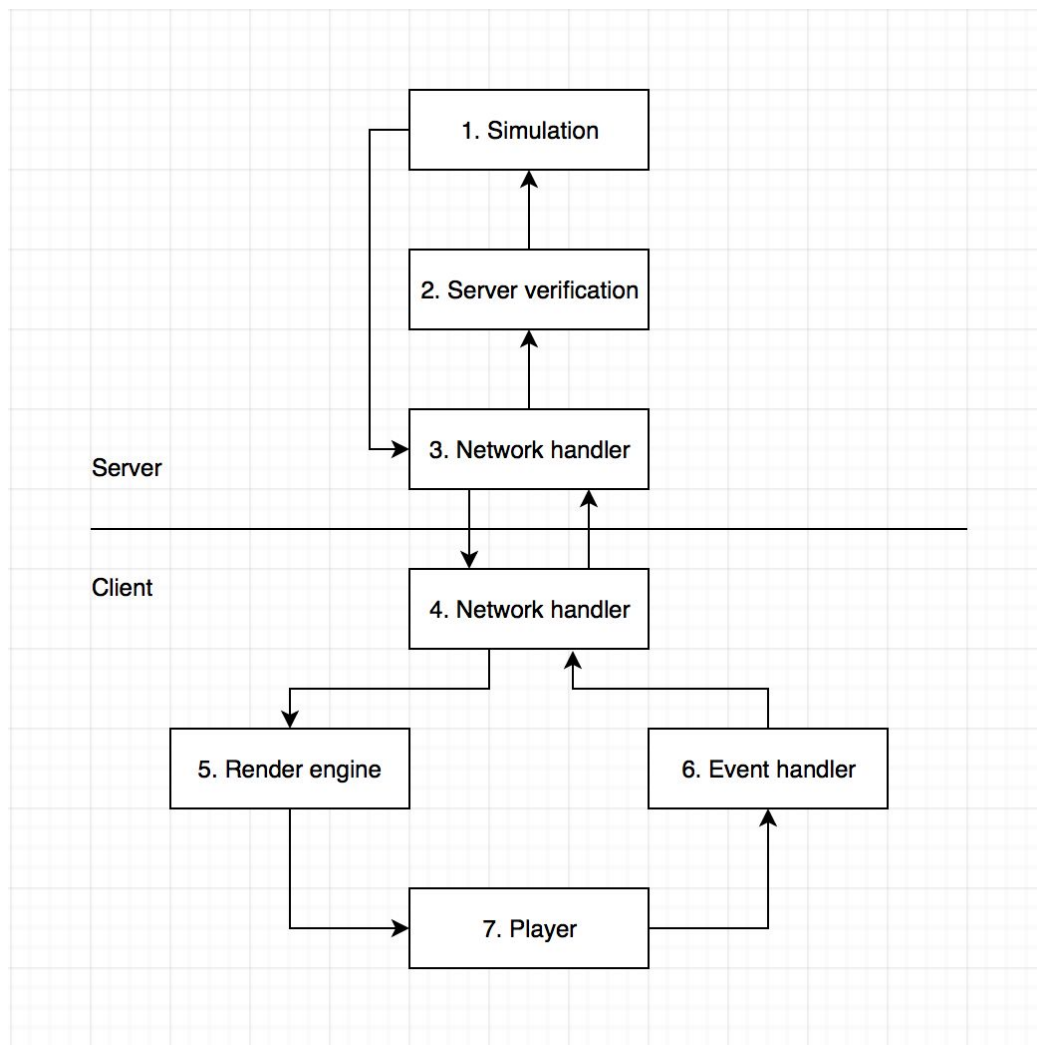 1. Simulation
2. Server verification
3. Network handler
Server
Client
4. Network handler
5. Render engine
6. Event handler
7. Player